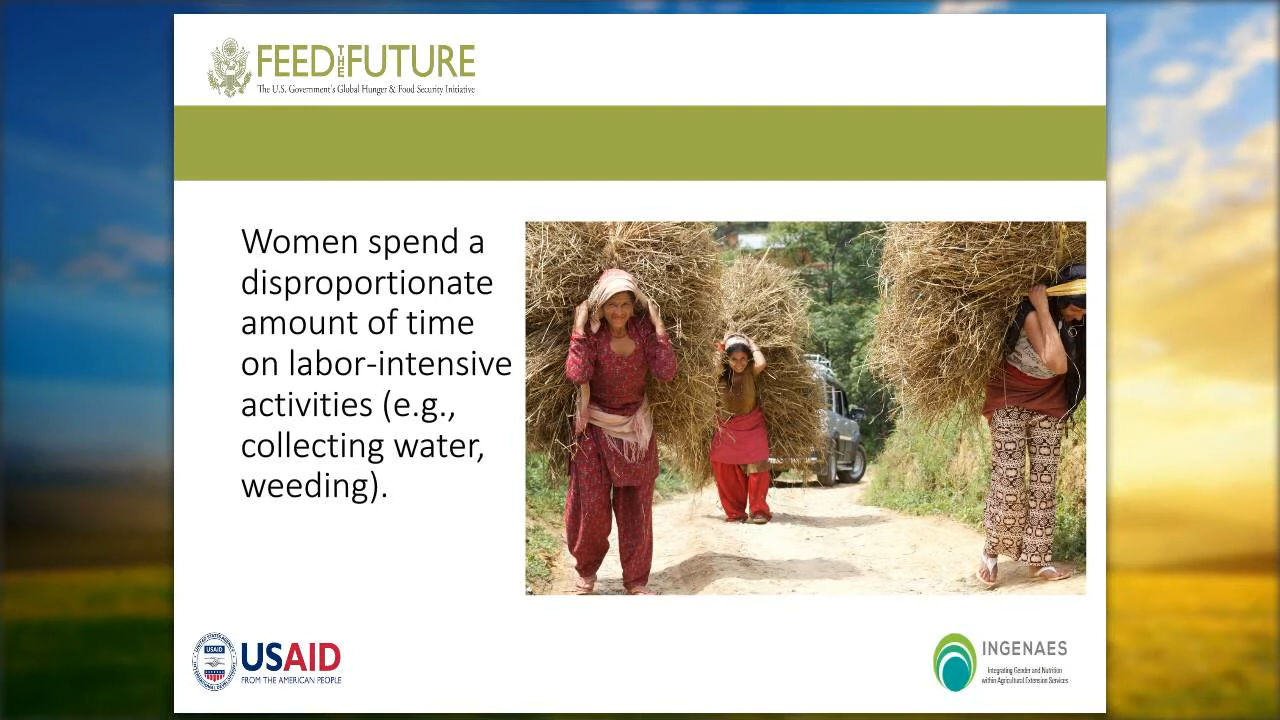 FEED THE FUTURE
The U.S. Government's Global Hunger & Food Security Initiative
Women spend a
disproportionate
amount of time
on labor-intensive
activities (e.g.,
collecting water,
weeding).
USAID
USAID
FROM THE AMERICAN PEOPLE
INGENAES
Integrating Gender and Nutrition
within Agricultural Extension Services